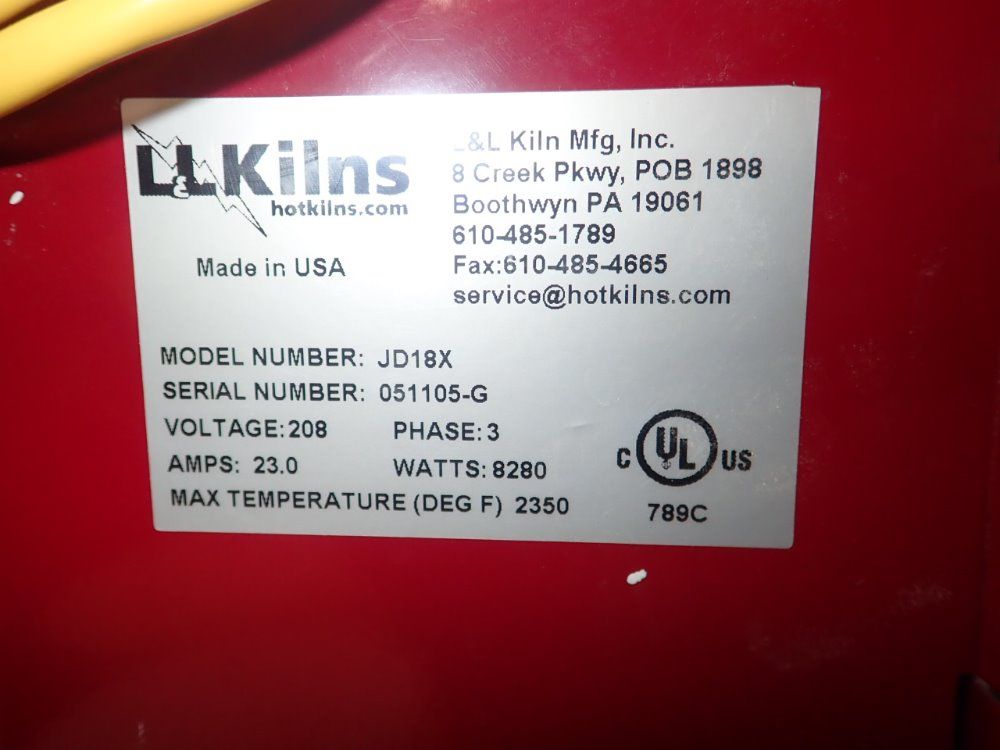 L&L Kilns
hotkilns.com
Made in USA
L&L Kiln Mfg, Inc.
8 Creek Pkwy, POB 1898
Boothwyn PA 19061
610-485-1789
Fax:610-485-4665
service@hotkilns.com
MODEL NUMBER: JD18X
SERIAL NUMBER: 051105-G
VOLTAGE:208 PHASE:3
AMPS: 23.0 WATTS:8280
MAX TEMPERATURE (DEG F) 2350
C UL US
789C